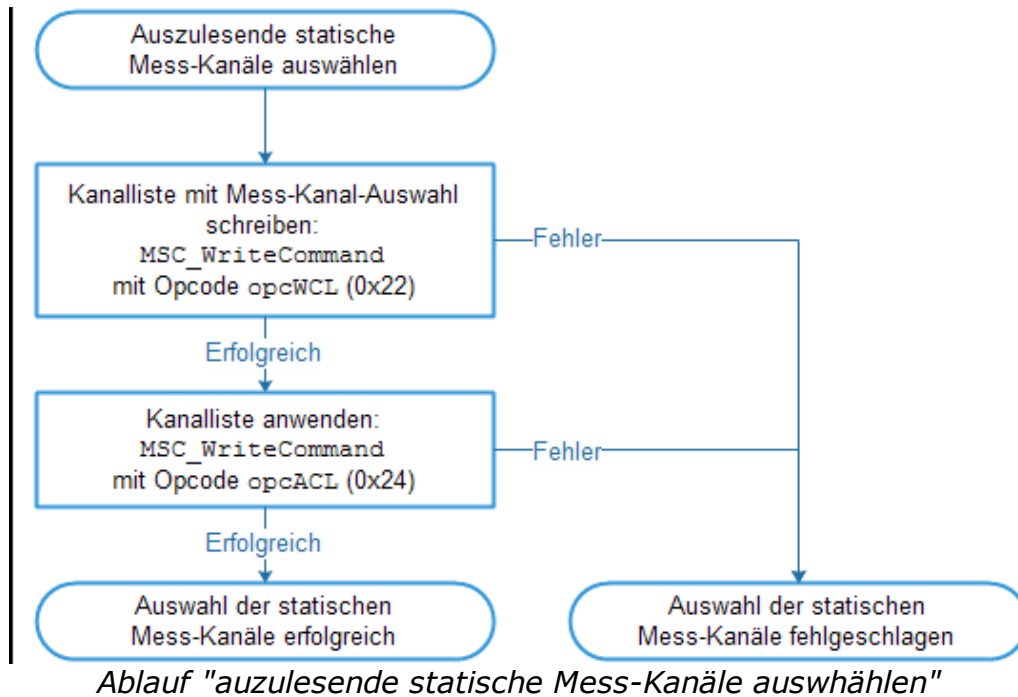 Auszulesende statische
Mess-Kanäle auswählen
Kanalliste mit Mess-Kanal-Auswahl
schreiben:
MSC_WriteCommand
mit Opcode opcWCL (0x22)
Fehler
Erfolgreich
Kanalliste anwenden:
MSC_WriteCommand
mit Opcode opcACL (0x24)
Fehler
Erfolgreich
Auswahl der statischen
Mess-Kanäle erfolgreich
Auswahl der statischen
Mess-Kanäle fehlgeschlagen
Ablauf "auzulesende statische Mess-Kanäle auswhählen"